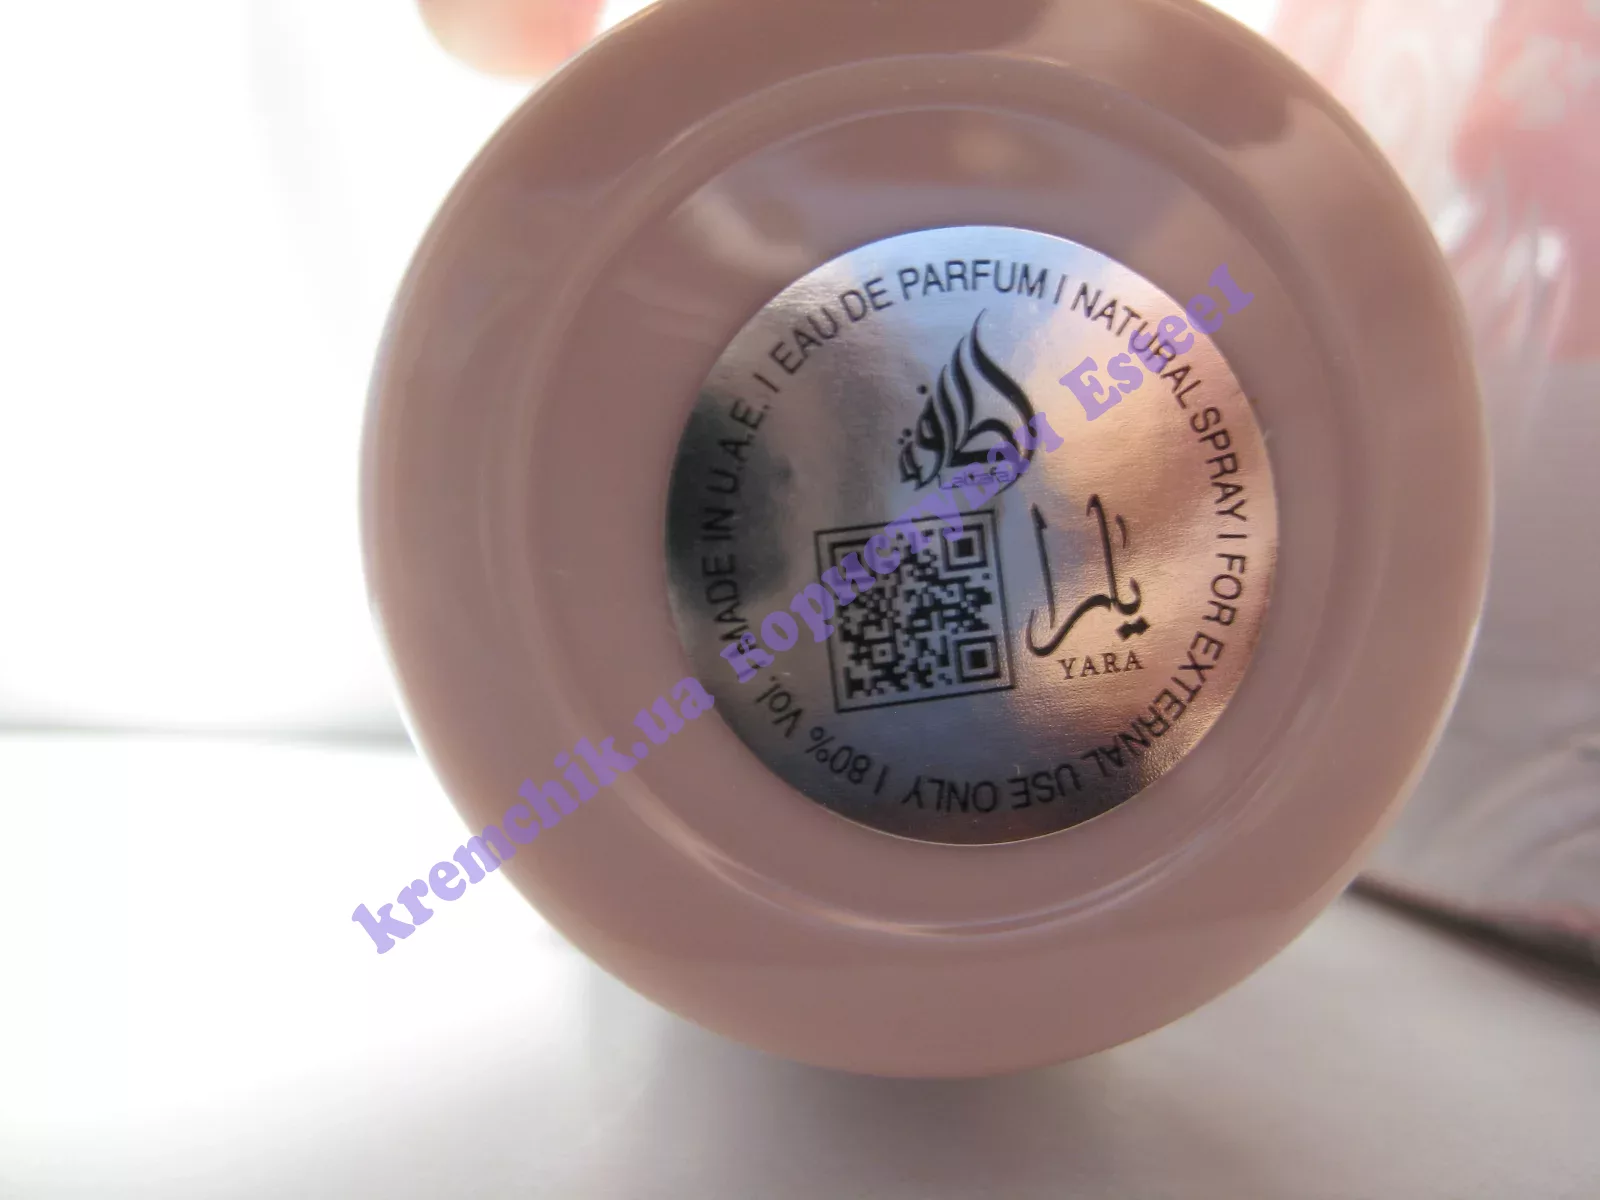 MADE IN U.A.E. | EAU DE PARFUM | NATURAL SPRAY | FOR EXTERNAL USE ONLY | 80% Vol.
لطافة
Lattafa
يارا
YARA
kremchik.ua користувач Esteel